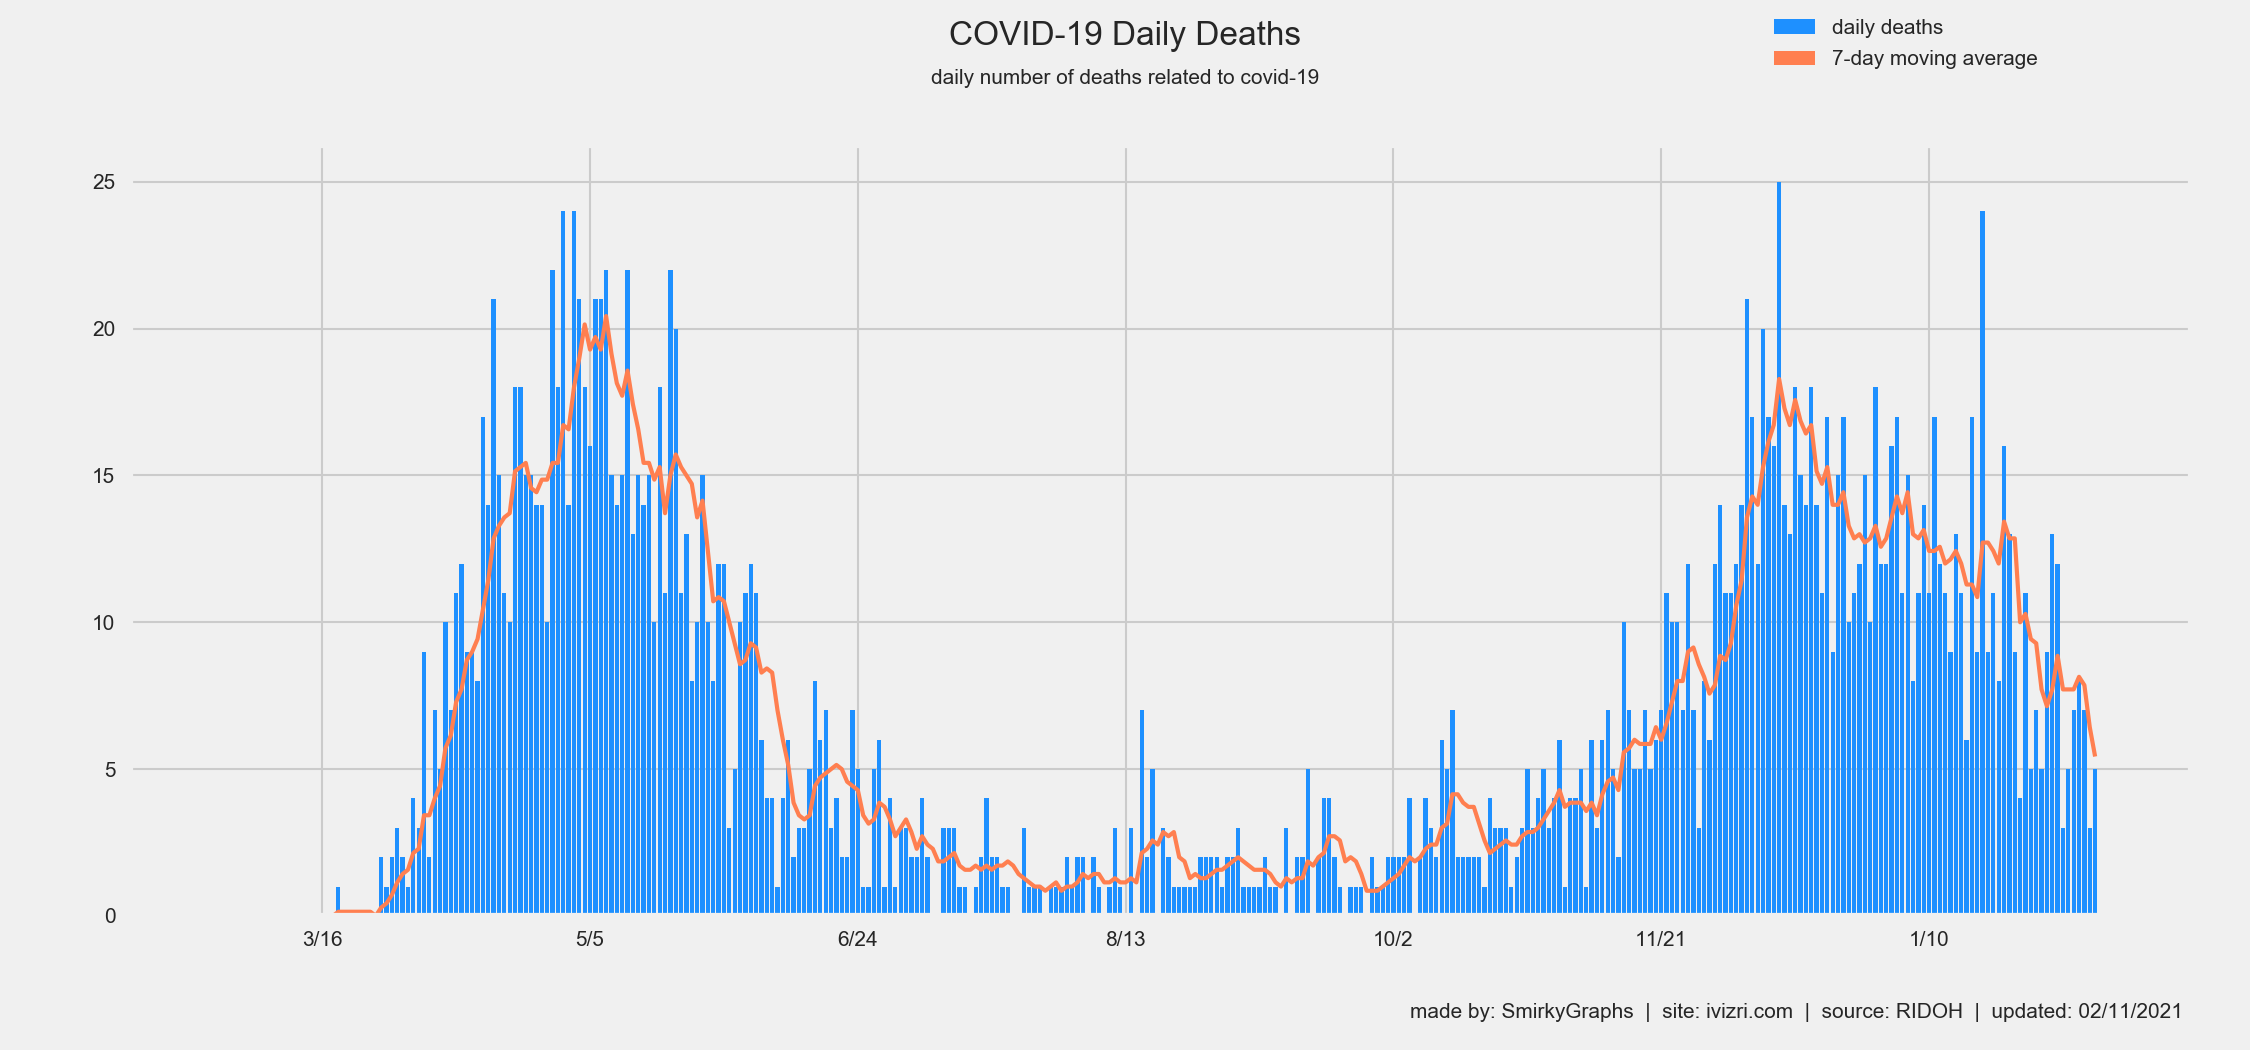 COVID-19 Daily Deaths
daily number of deaths related to covid-19
daily deaths
7-day moving average
25
20
15
10
5
0
3/16 5/5 6/24 8/13 10/2 11/21 1/10
made by: SmirkyGraphs | site: ivizri.com | source: RIDOH | updated: 02/11/2021